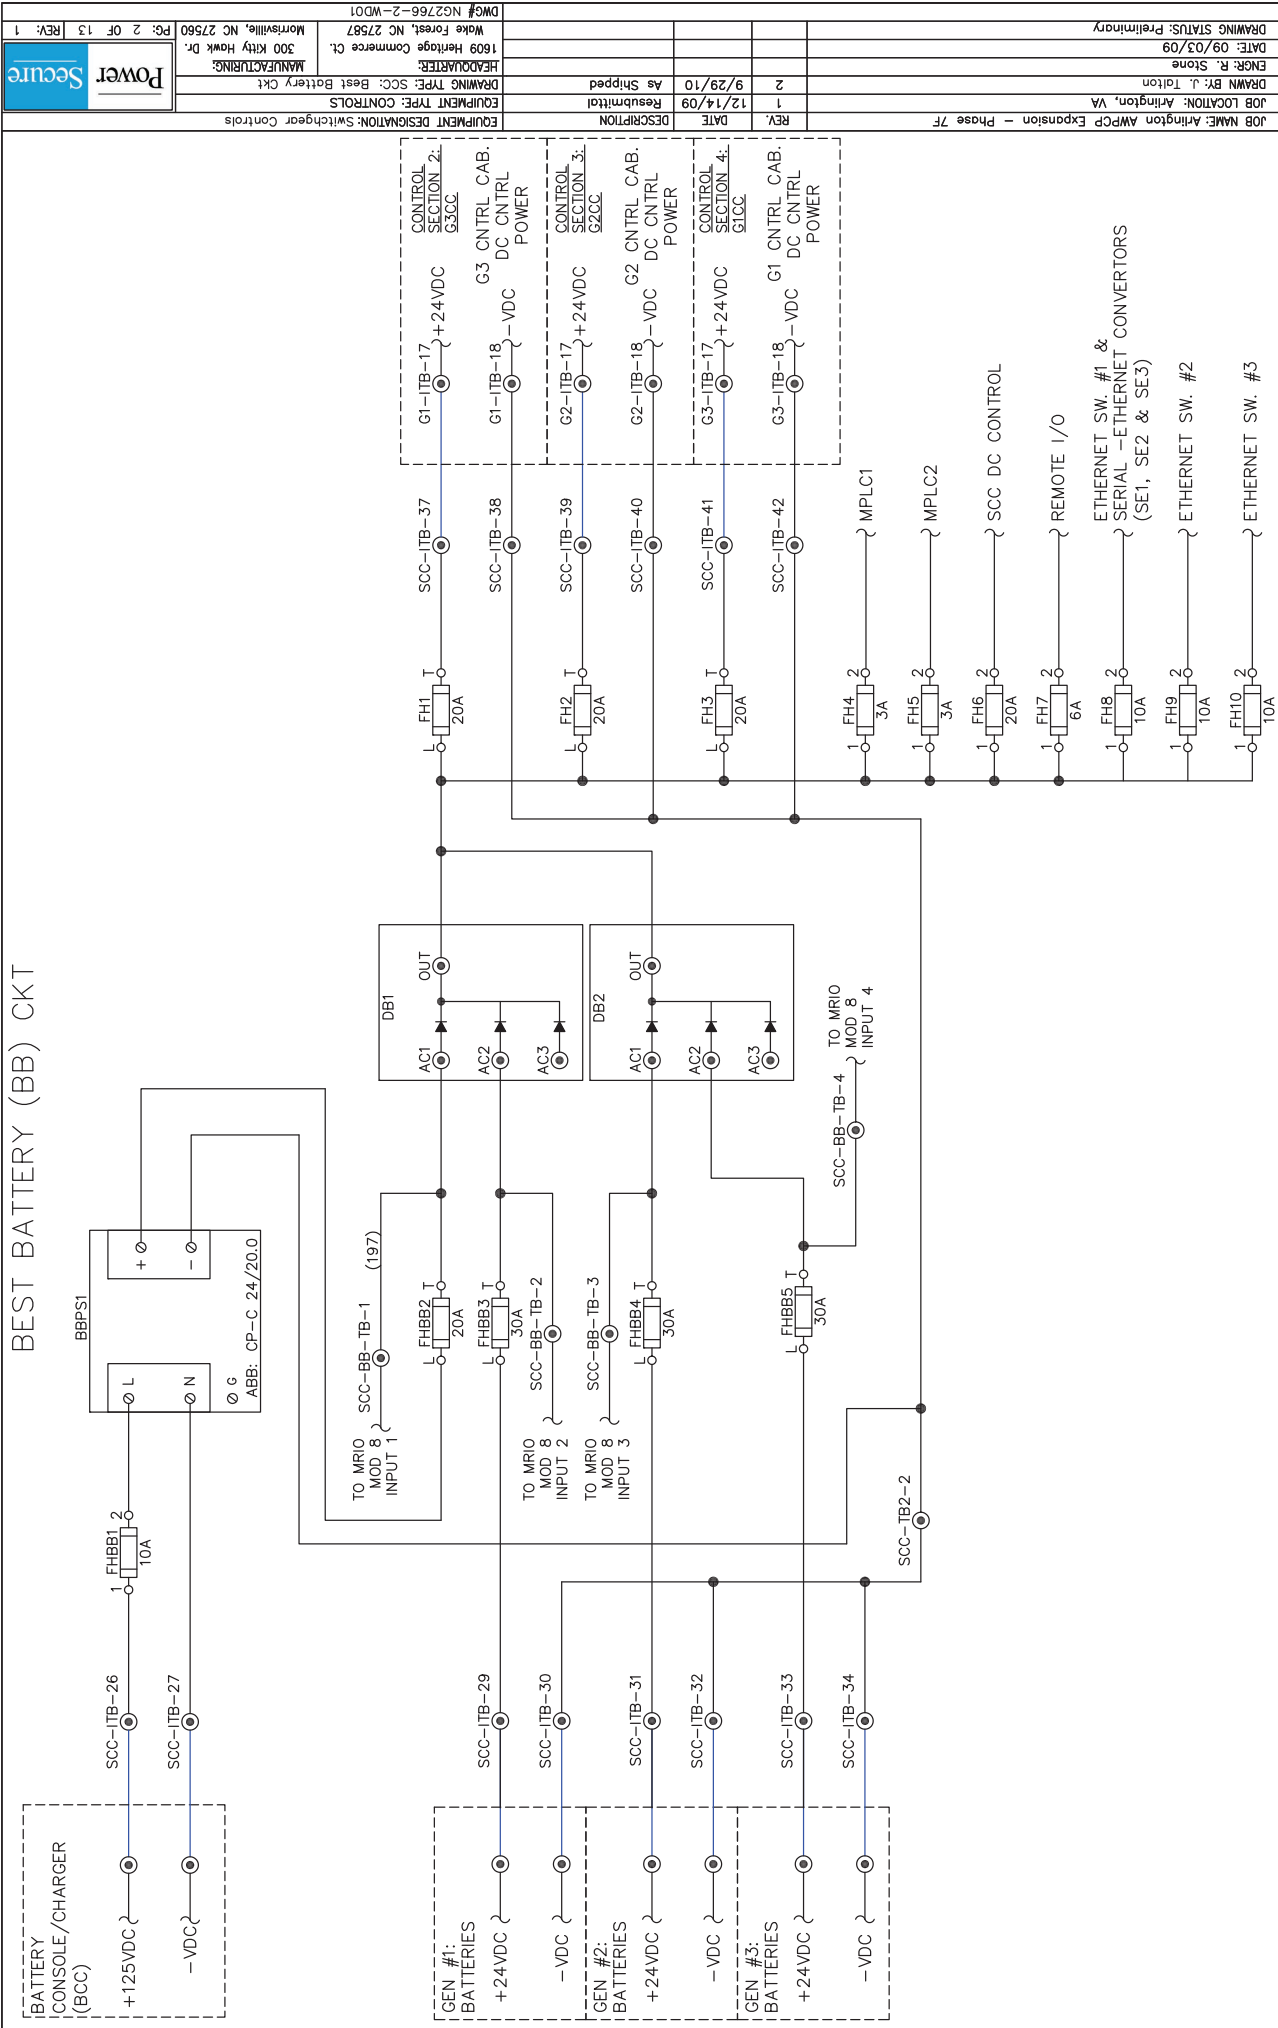 BEST BATTERY (BB) CKT
BATTERY
CONSOLE/CHARGER
(BCC)
+125VDC
-VDC
SCC-ITB-26
SCC-ITB-27
1
FHBB1
10A
2
BBPS1
L
N
G
+
-
ABB: CP-C 24/20.0
GEN #1:
BATTERIES
+24VDC
-VDC
GEN #2:
BATTERIES
+24VDC
-VDC
GEN #3:
BATTERIES
+24VDC
-VDC
SCC-ITB-29
SCC-ITB-30
SCC-ITB-31
SCC-ITB-32
SCC-ITB-33
SCC-ITB-34
SCC-TB2-2
TO MRIO
MOD 8
INPUT 1
SCC-BB-TB-1
(197)
L
FHBB2
20A
T
L
FHBB3
30A
T
TO MRIO
MOD 8
INPUT 2
SCC-BB-TB-2
TO MRIO
MOD 8
INPUT 3
SCC-BB-TB-3
L
FHBB4
30A
T
L
FHBB5
30A
T
SCC-BB-TB-4
TO MRIO
MOD 8
INPUT 4
DB1
AC1
AC2
AC3
OUT
DB2
AC1
AC2
AC3
OUT
L
FH1
20A
T
L
FH2
20A
T
L
FH3
20A
T
SCC-ITB-37
SCC-ITB-38
SCC-ITB-39
SCC-ITB-40
SCC-ITB-41
SCC-ITB-42
G1-ITB-17
+24VDC
G1-ITB-18
-VDC
CONTROL
SECTION 2:
G3CC
G3 CNTRL CAB.
DC CNTRL
POWER
G2-ITB-17
+24VDC
G2-ITB-18
-VDC
CONTROL
SECTION 3:
G2CC
G2 CNTRL CAB.
DC CNTRL
POWER
G3-ITB-17
+24VDC
G3-ITB-18
-VDC
CONTROL
SECTION 4:
G1CC
G1 CNTRL CAB.
DC CNTRL
POWER
1
FH4
3A
2
MPLC1
1
FH5
3A
2
MPLC2
1
FH6
20A
2
SCC DC CONTROL
1
FH7
6A
2
REMOTE I/O
1
FH8
10A
2
ETHERNET SW. #1 &
SERIAL -ETHERNET CONVERTORS
(SE1, SE2 & SE3)
1
FH9
10A
2
ETHERNET SW. #2
1
FH10
10A
2
ETHERNET SW. #3
JOB NAME: Arlington AWPCP Expansion - Phase 7F
JOB LOCATION: Arlington, VA
DRAWN BY: J. Talton
ENGR: R. Stone
DATE: 09/03/09
DRAWING STATUS: Preliminary
REV. DATE DESCRIPTION
1 12/14/09 Resubmittal
2 9/29/10 As Shipped
EQUIPMENT DESIGNATION: Switchgear Controls
EQUIPMENT TYPE: CONTROLS
DRAWING TYPE: SCC: Best Battery Ckt
HEADQUARTER:
1609 Heritage Commerce Ct.
Wake Forest, NC 27587
MANUFACTURING:
300 Kitty Hawk Dr.
Morrisville, NC 27560
DWG# NG2766-2-WD01
PG: 2 OF 13
REV: 1
Power Secure